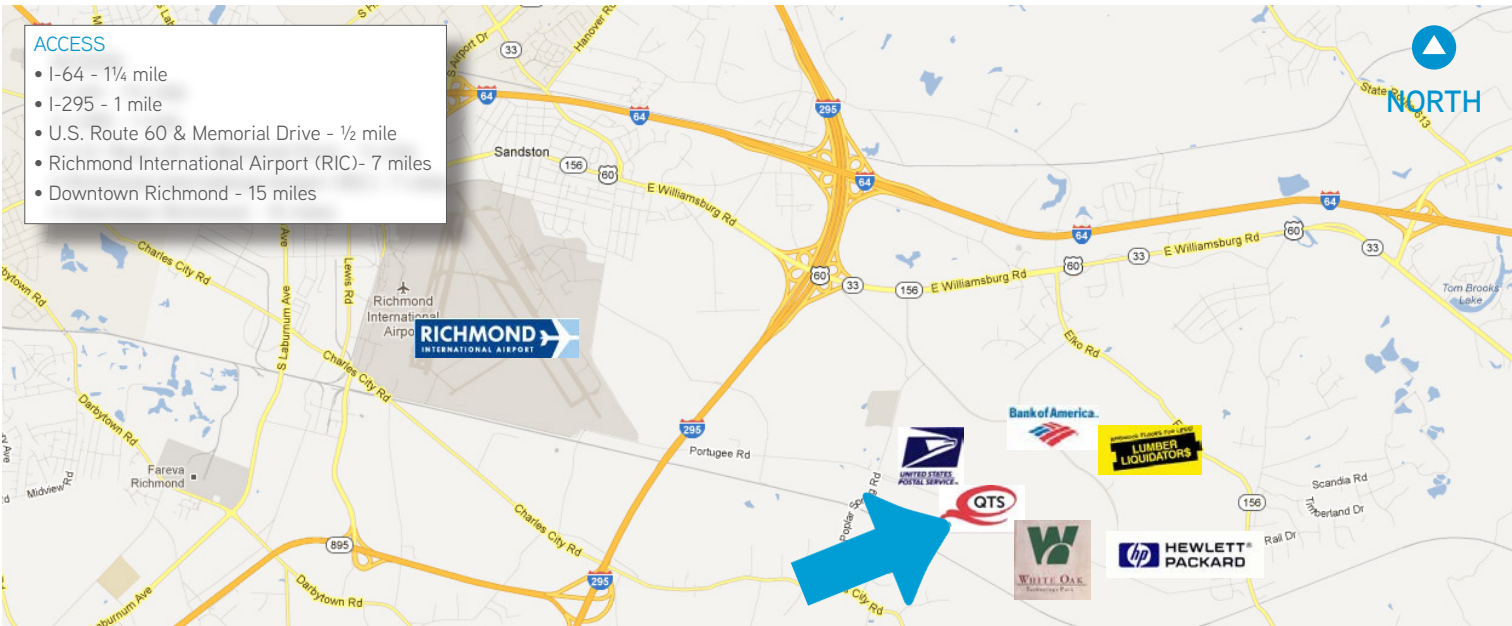 ACCESS
• I-64 - 1¼ mile
• I-295 - 1 mile
• U.S. Route 60 & Memorial Drive - ½ mile
• Richmond International Airport (RIC)- 7 miles
• Downtown Richmond - 15 miles
NORTH
S Airport Dr
33
Hanover Rd
64
64
295
Sandston
156
60
E Williamsburg Rd
64
64
64
60
E Williamsburg Rd
33
33
60
60
33
156
E Williamsburg Rd
Tom Brooks
Lake
Charles City Rd
Lewis Rd
S Laburnum Ave
Richmond
International
RICHMOND
INTERNATIONAL AIRPORT
Charles City Rd
Elko Rd
Darbytown Rd
295
Portugee Rd
Bank of America
UNITED STATES
POSTAL SERVICE
LUMBER
LIQUIDATORS
Fareva
Richmond
Midview Rd
QTS
Poplar Spring Rd
156
Scandia Rd
Timberland Dr
Rail Dr
WHITE OAK
Technology Park
hp HEWLETT®
PACKARD
Charles City Rd
895
295
Darbytown Rd